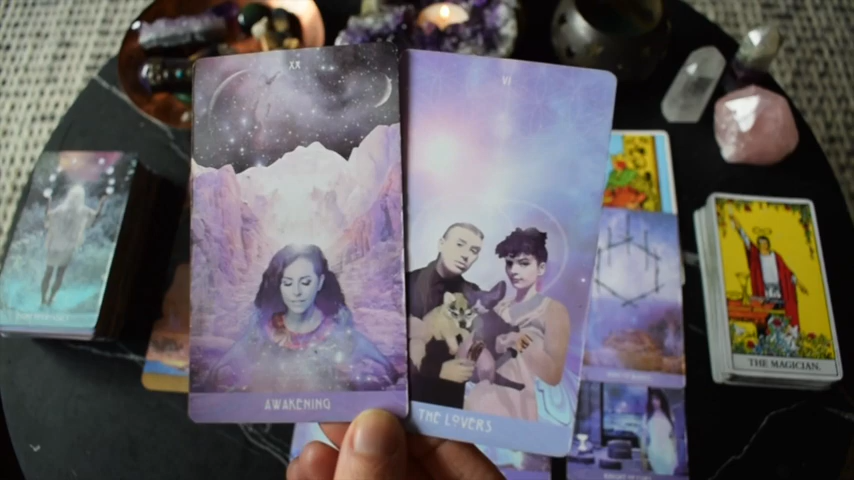 XX
AWAKENING
VI
THE LOVERS
THE MAGICIAN.